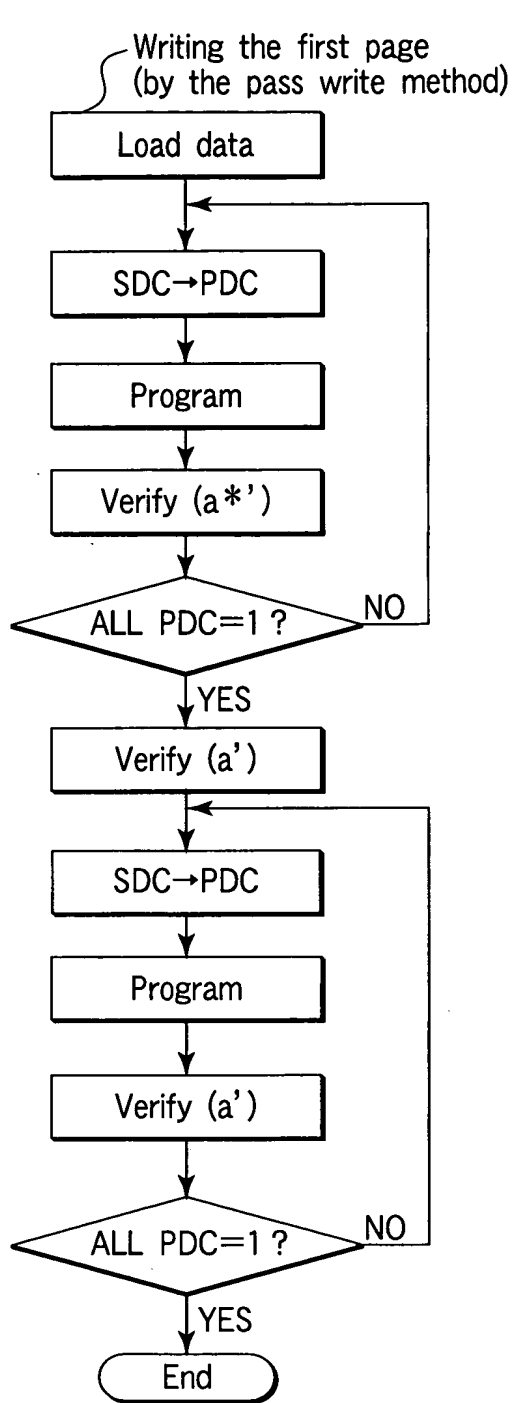 Writing the first page
(by the pass write method)
Load data
SDC→PDC
Program
Verify (a*')
ALL PDC=1?
NO
YES
Verify (a')
SDC→PDC
Program
Verify (a')
ALL PDC=1?
NO
YES
End